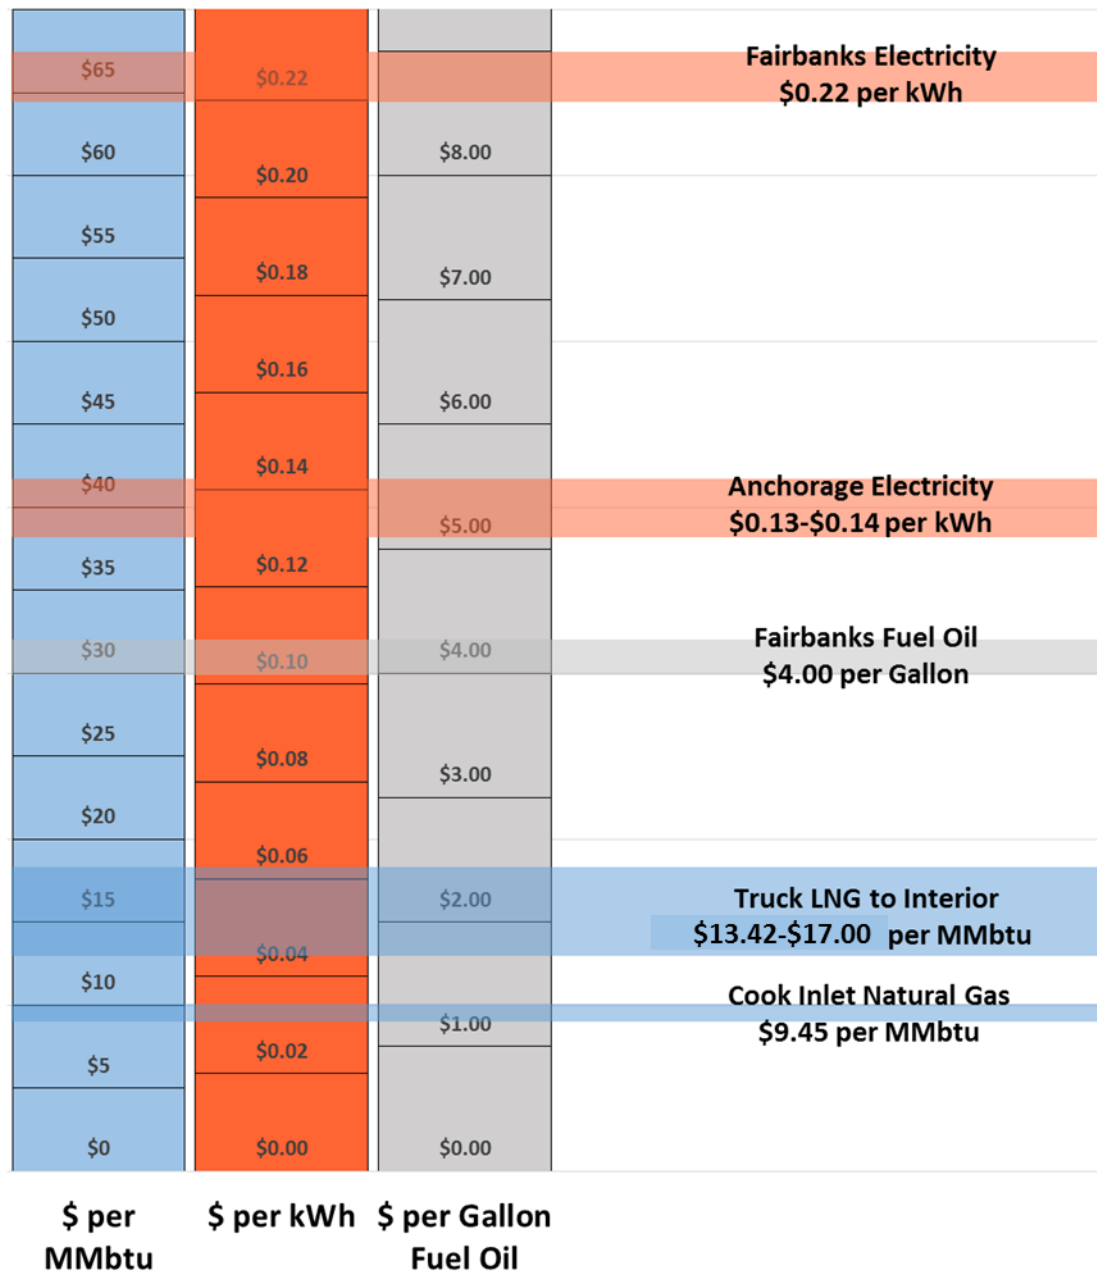 $65
$60
$55
$50
$45
$40
$35
$30
$25
$20
$15
$10
$5
$0
$ per
MMbtu
$0.22
$0.20
$0.18
$0.16
$0.14
$0.12
$0.10
$0.08
$0.06
$0.04
$0.02
$0.00
$ per kWh
$8.00
$7.00
$6.00
$5.00
$4.00
$3.00
$2.00
$1.00
$0.00
$ per Gallon
Fuel Oil
Fairbanks Electricity
$0.22 per kWh
Anchorage Electricity
$0.13-$0.14 per kWh
Fairbanks Fuel Oil
$4.00 per Gallon
Truck LNG to Interior
$13.42-$17.00 per MMbtu
Cook Inlet Natural Gas
$9.45 per MMbtu